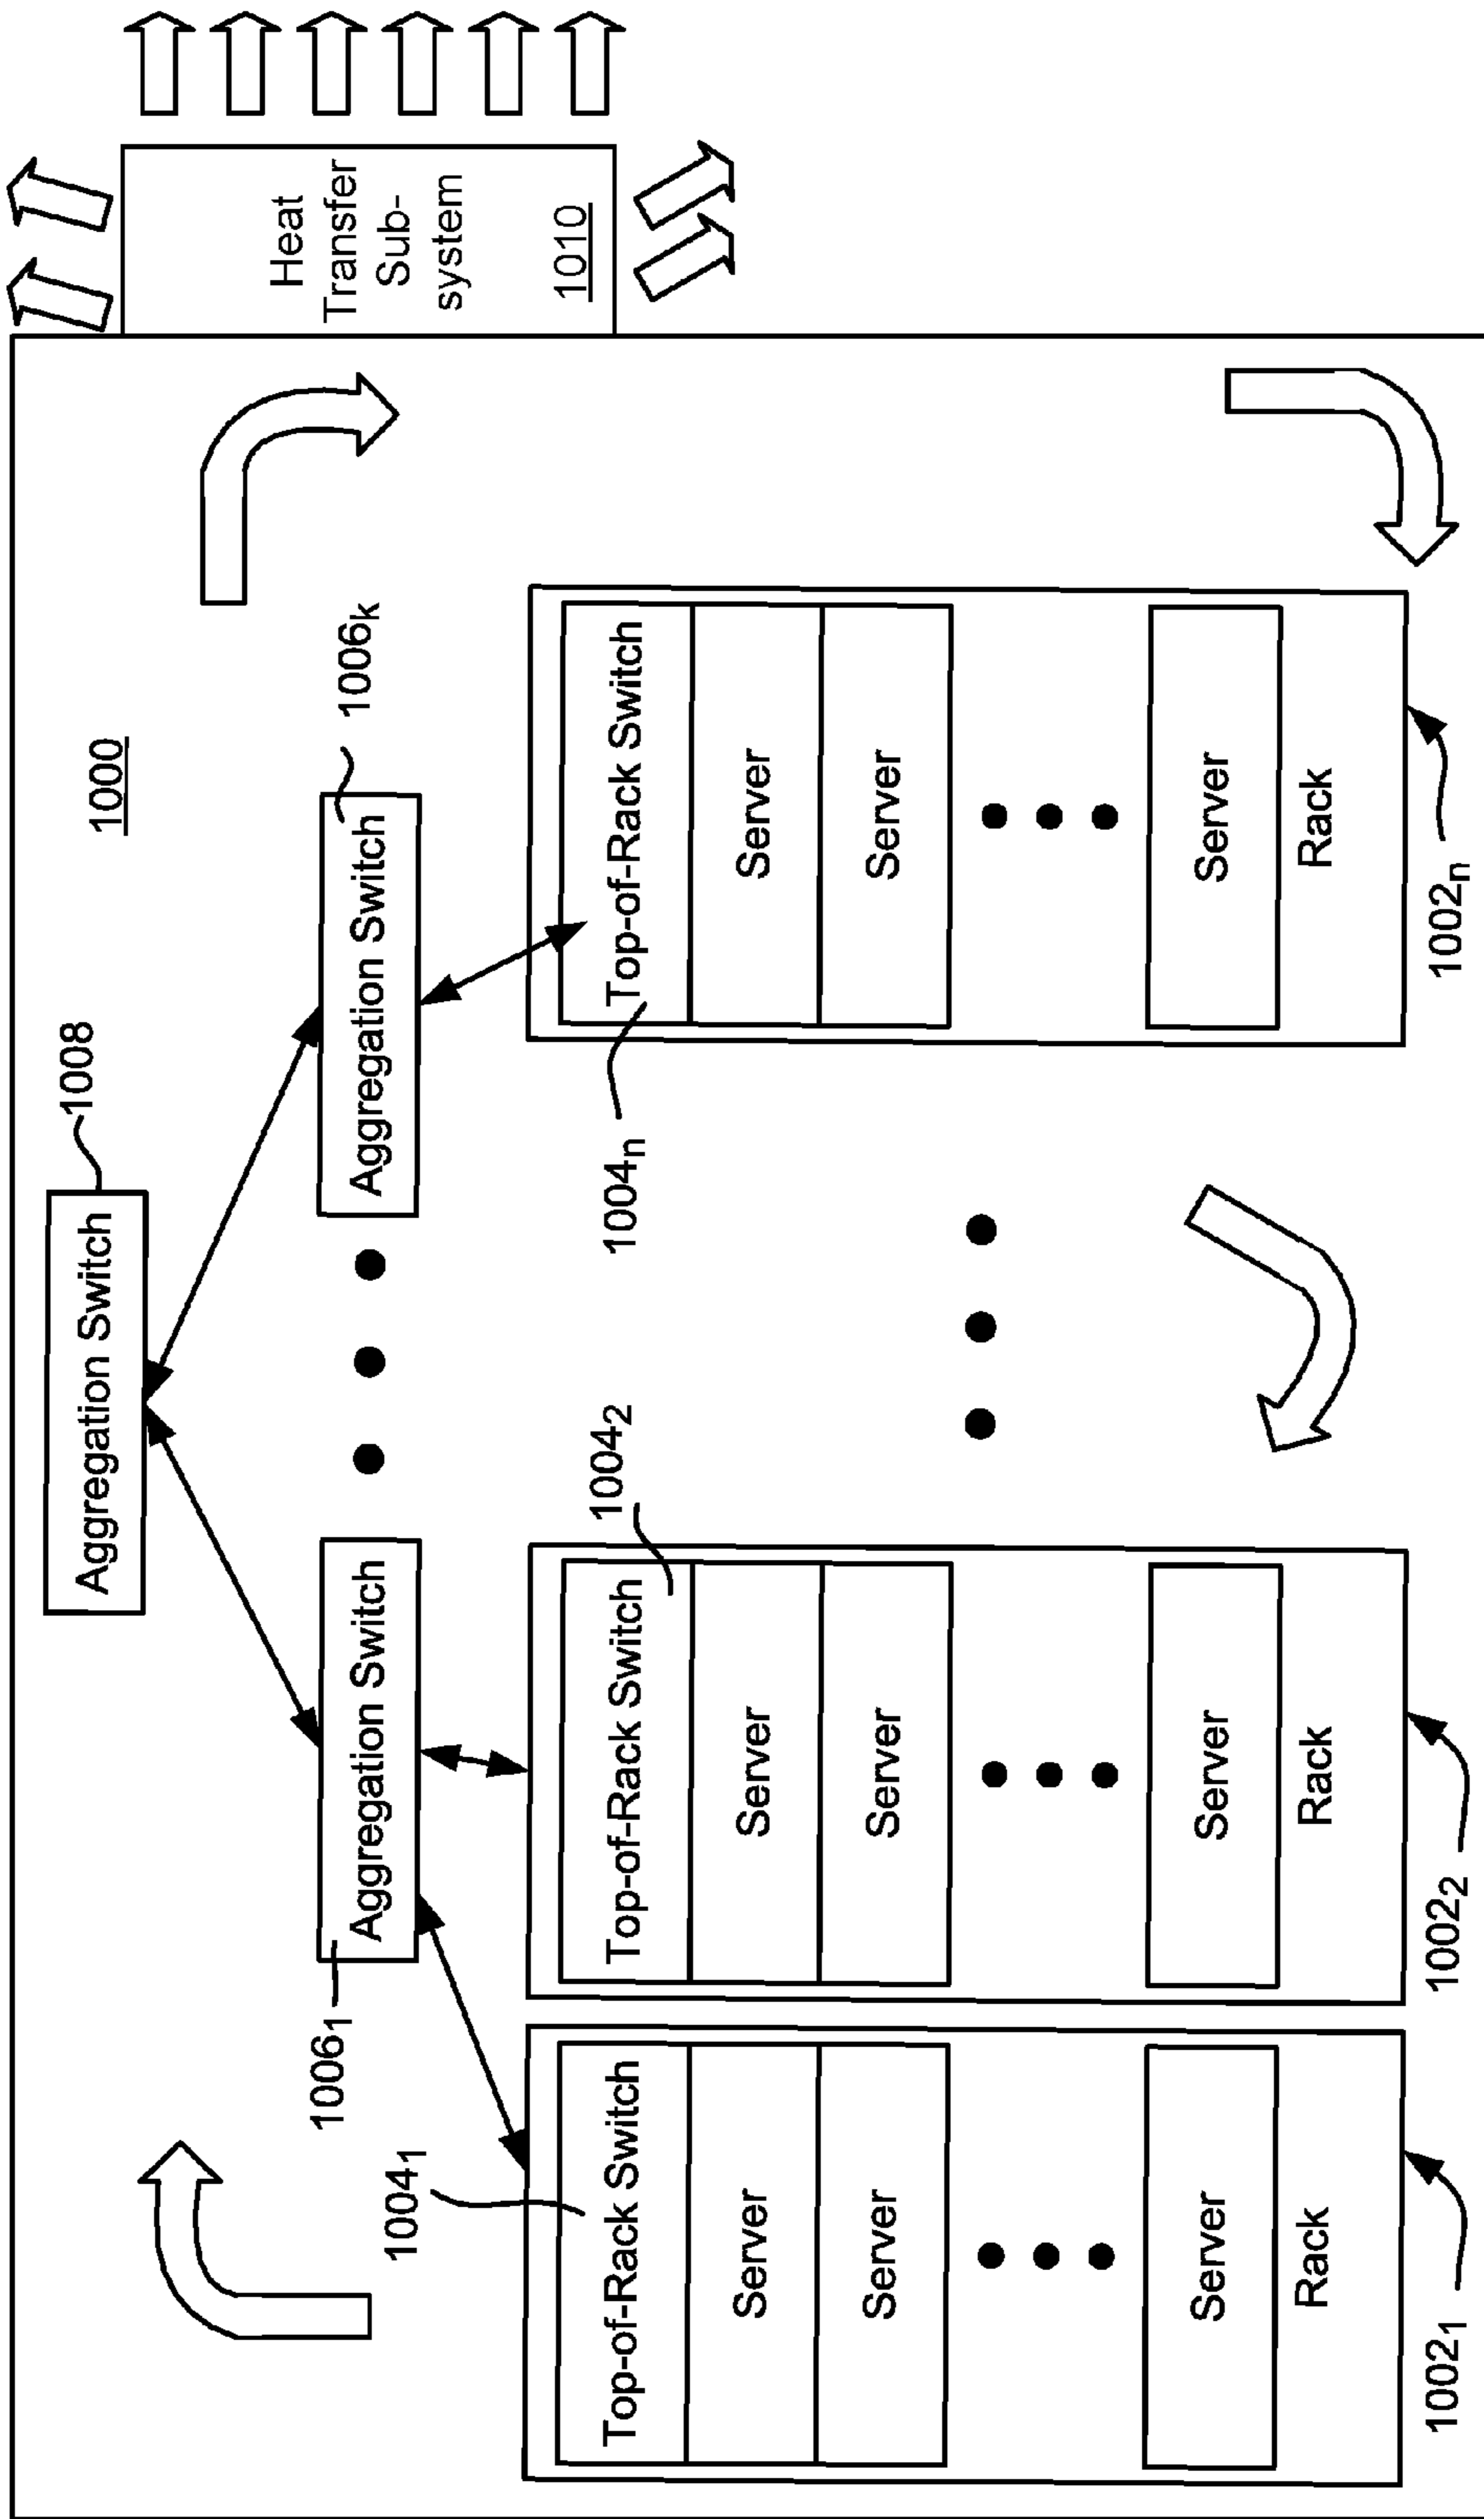 1000
Aggregation Switch
1008
Heat
Transfer
Sub-
system
1010
1006₁
Aggregation Switch
Aggregation Switch
1006ₖ
1004₁
Top-of-Rack Switch
Server
Server
Server
Rack
1002₁
1004₂
Top-of-Rack Switch
Server
Server
Server
Rack
1002₂
1004ₙ
Top-of-Rack Switch
Server
Server
Server
Rack
1002ₙ